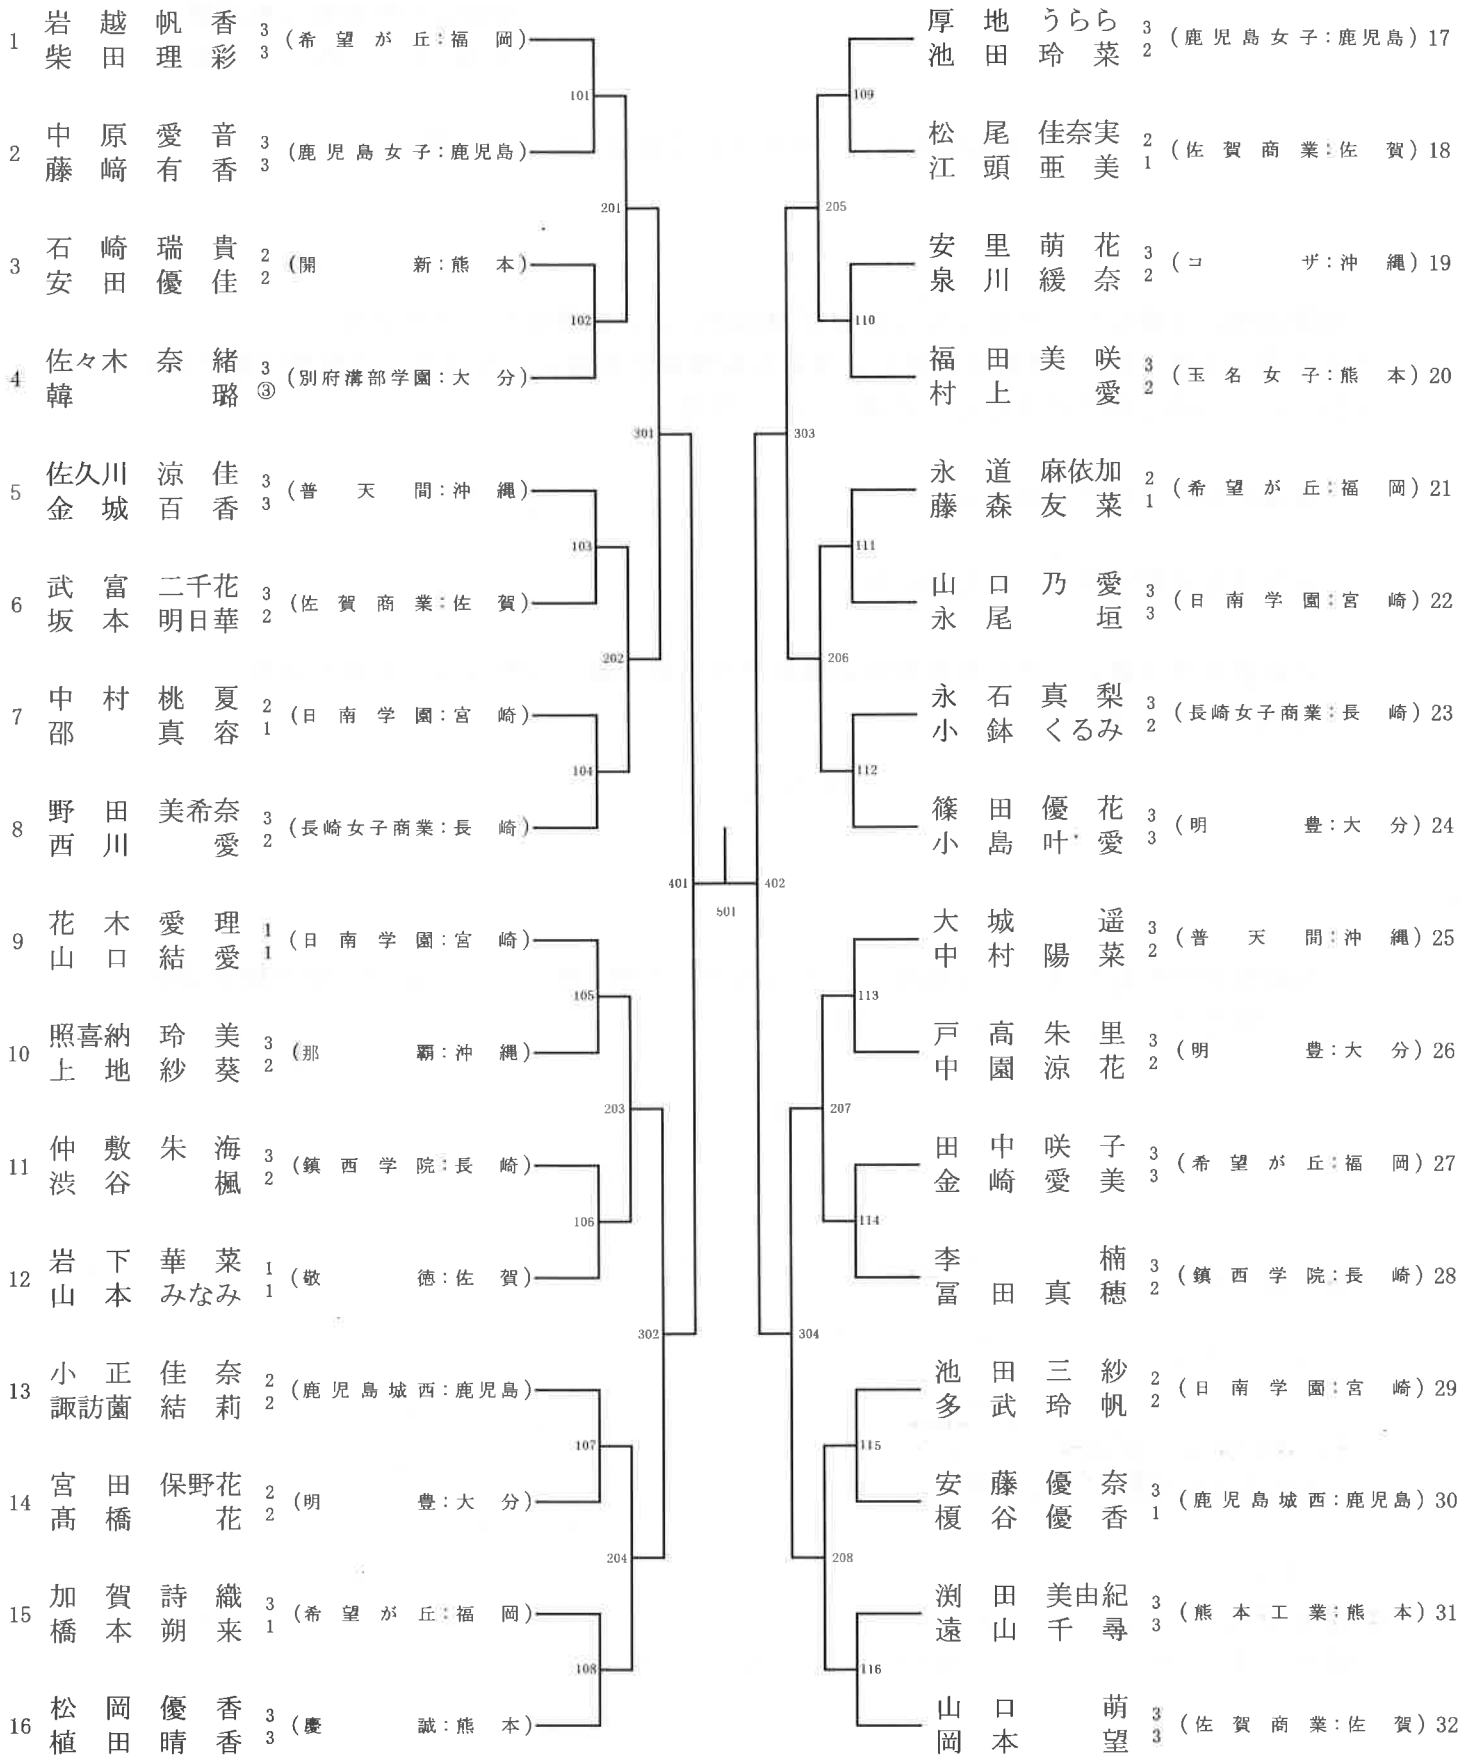 岩越帆香 3
1 (希望が丘:福岡)
柴田理彩 3
中原愛音 3
2 (鹿児島女子:鹿児島)
藤﨑有香 3
石崎瑞貴 2
3 (開新:熊本)
安田優佳 2
佐々木奈緒 3
4 (別府溝部学園:大分)
韓璐 ③
佐久川涼佳 3
5 (普天間:沖縄)
金城百香 3
武富二千花 3
6 (佐賀商業:佐賀)
坂本明日華 2
中村桃夏 2
7 (日南学園:宮崎)
邵真容 1
野田美希奈 3
8 (長崎女子商業:長崎)
西川愛 2
花木愛理 1
9 (日南学園:宮崎)
山口結愛 1
照喜納玲美 3
10 (那覇:沖縄)
上地紗葵 2
仲敷朱海 3
11 (鎮西学院:長崎)
渋谷楓 2
岩下華菜 1
12 (敬徳:佐賀)
山本みなみ 1
小正佳奈 2
13 (鹿児島城西:鹿児島)
諏訪薗結莉 2
宮田保野花 2
14 (明豊:大分)
髙橋花 2
加賀詩織 3
15 (希望が丘:福岡)
橋本朔来 1
松岡優香 3
16 (慶誠:熊本)
植田晴香 3
101
102
103
104
105
106
107
108
201
202
203
204
301
302
401
501
402
303
304
205
206
207
208
109
110
111
112
113
114
115
116
厚地うらら 3
(鹿児島女子:鹿児島) 17
池田玲菜 2
松尾佳奈実 2
(佐賀商業:佐賀) 18
江頭亜美 1
安里萌花 3
(コザ:沖縄) 19
泉川緩奈 2
福田美咲 3
(玉名女子:熊本) 20
村上愛 2
永道麻依加 2
(希望が丘:福岡) 21
藤森友菜 1
山口乃愛 3
(日南学園:宮崎) 22
永尾垣 3
永石真梨 3
(長崎女子商業:長崎) 23
小鉢くるみ 2
篠田優花 3
(明豊:大分) 24
小島叶愛 3
大城遥 3
(普天間:沖縄) 25
中村陽菜 2
戸高朱里 3
(明豊:大分) 26
中園涼花 2
田中咲子 3
(希望が丘:福岡) 27
金崎愛美 3
李楠 3
(鎮西学院:長崎) 28
冨田真穂 2
池田三紗 2
(日南学園:宮崎) 29
多武玲帆 2
安藤優奈 3
(鹿児島城西:鹿児島) 30
榎谷優香 1
渕田美由紀 3
(熊本工業:熊本) 31
遠山千尋 3
山口萌 3
(佐賀商業:佐賀) 32
岡本望 3